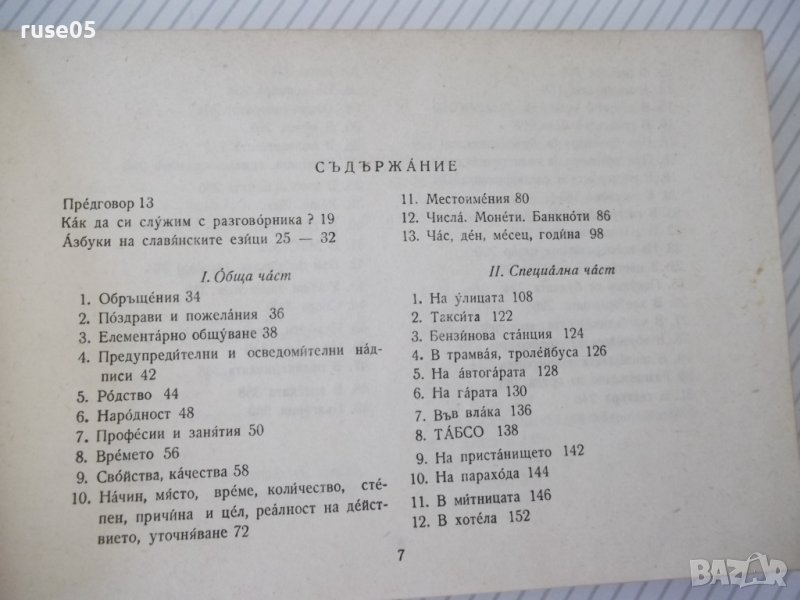 ruse05
СЪДЪРЖА́НИЕ
Пре́дговор 13
Ка́к да си слу́жим с разгово́рника ? 19
А́збуки на славя́нските ези́ци 25 — 32
I. О́бща ча́ст
1. Обръще́ния 34
2. По́здрави и пожела́ния 36
3. Елемента́рно общу́ване 38
4. Предупреди́телни и осведоми́телни на́д-
писи 42
5. Ро́дство 44
6. Наро́дност 48
7. Профе́сии и заня́тия 50
8. Вре́мето 56
9. Сво́йства, ка́чества 58
10. На́чин, мя́сто, вре́ме, коли́чество, сте́-
пен, причи́на и це́л, реа́лност на де́йст-
вието, уточня́ване 72
11. Местоиме́ния 80
12. Числа́. Моне́ти. Банкно́ти 86
13. Ча́с, де́н, ме́сец, годи́на 98
II. Специа́лна ча́ст
1. На у́лицата 108
2. Такси́та 122
3. Бензи́нова ста́нция 124
4. В трамва́я, троле́йбуса 126
5. На а́втогарата 128
6. На га́рата 130
7. Във вла́ка 136
8. ТА́БСО 138
9. На приста́нището 142
10. На парахо́да 144
11. В ми́тницата 146
12. В хоте́ла 152
7
BAZAR